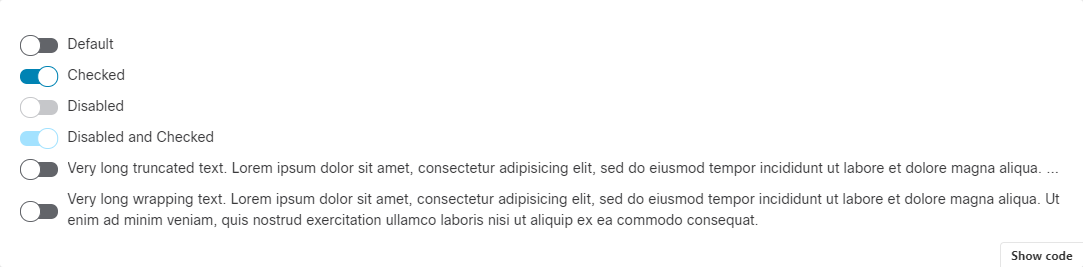 Default
Checked
Disabled
Disabled and Checked
Very long truncated text. Lorem ipsum dolor sit amet, consectetur adipisicing elit, sed do eiusmod tempor incididunt ut labore et dolore magna aliqua. ...
Very long wrapping text. Lorem ipsum dolor sit amet, consectetur adipisicing elit, sed do eiusmod tempor incididunt ut labore et dolore magna aliqua. Ut
enim ad minim veniam, quis nostrud exercitation ullamco laboris nisi ut aliquip ex ea commodo consequat.
Show code